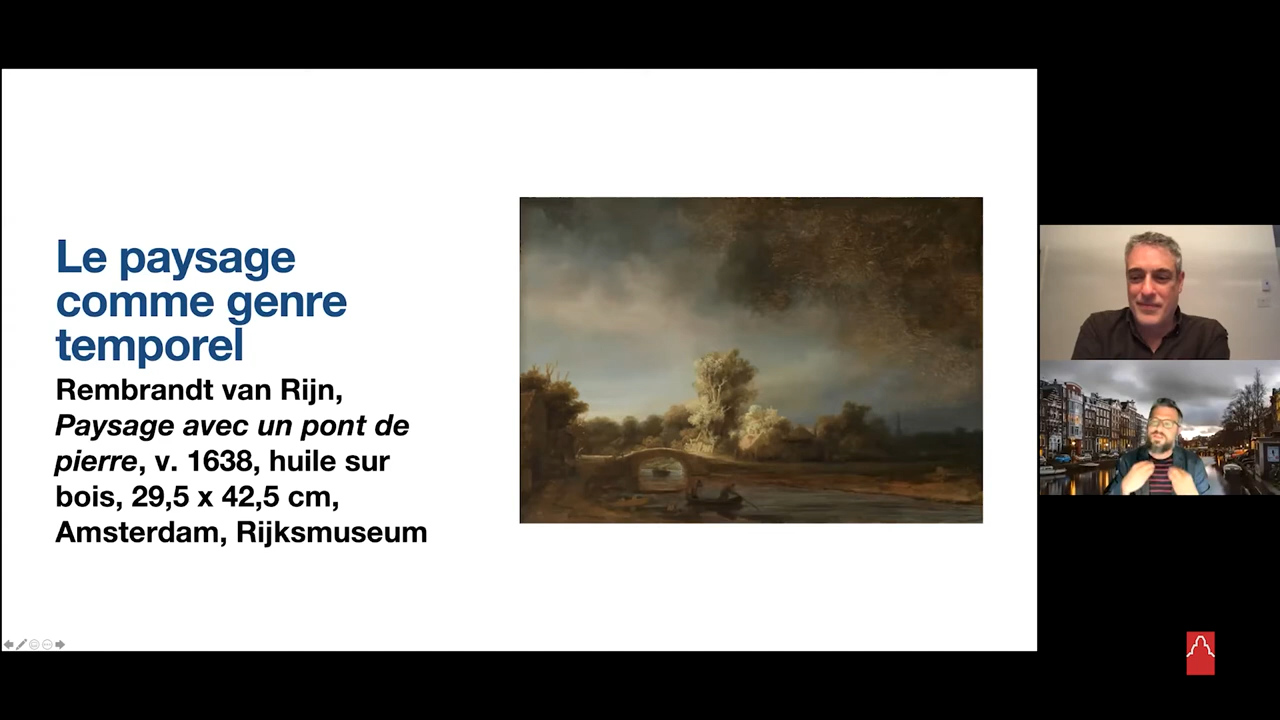 Le paysage
comme genre
temporel
Rembrandt van Rijn,
Paysage avec un pont de
pierre, v. 1638, huile sur
bois, 29,5 x 42,5 cm,
Amsterdam, Rijksmuseum